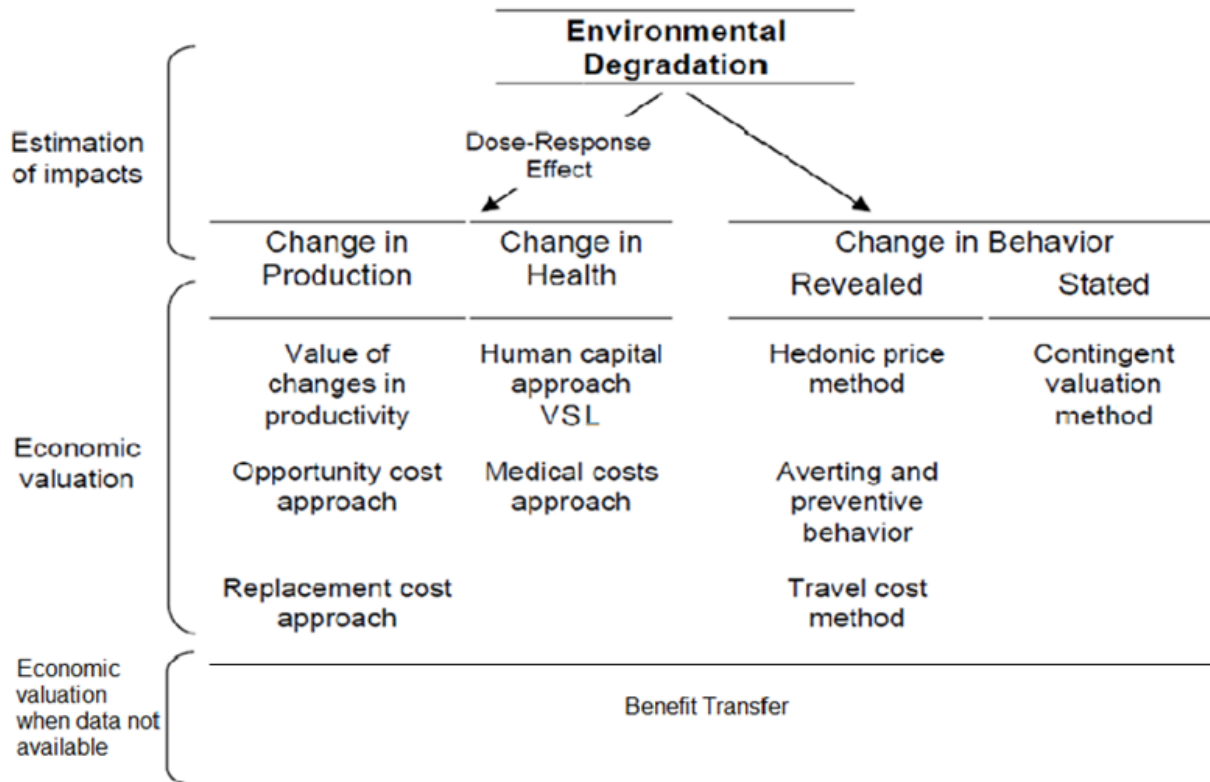 Environmental
Degradation
Estimation
of impacts
Dose-Response
Effect
Change in
Production
Change in
Health
Change in Behavior
Revealed
Stated
Economic
valuation
Value of
changes in
productivity
Human capital
approach
VSL
Hedonic price
method
Contingent
valuation
method
Opportunity cost
approach
Medical costs
approach
Averting and
preventive
behavior
Replacement cost
approach
Travel cost
method
Economic
valuation
when data not
available
Benefit Transfer